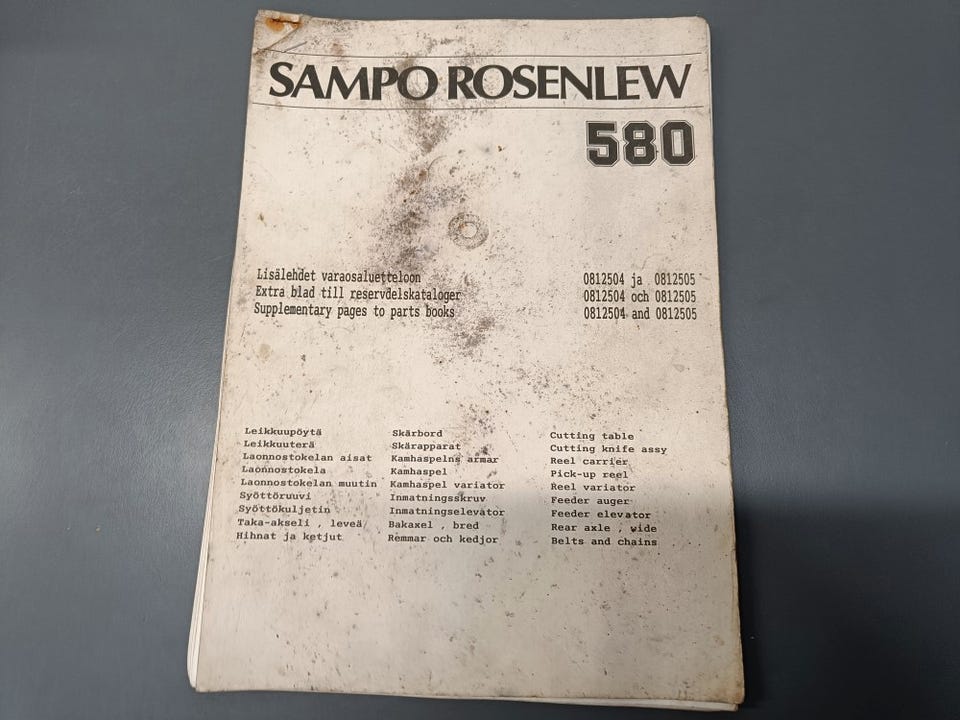 SAMPO ROSENLEW
580
Lisälehdet varaosaluetteloon 0812504 ja 0812505
Extra blad till reservdelskataloger 0812504 och 0812505
Supplementary pages to parts books 0812504 and 0812505
Leikkuupöytä Skärbord Cutting table
Leikkuuterä Skärapparat Cutting knife assy
Laonnostokelan aisat Kamhaspelns armar Reel carrier
Laonnostokela Kamhaspel Pick-up reel
Laonnostokelan muutin Kamhaspel variator Reel variator
Syöttöruuvi Inmatningsskruv Feeder auger
Syöttökuljetin Inmatningselevator Feeder elevator
Taka-akseli , leveä Bakaxel , bred Rear axle , wide
Hihnat ja ketjut Remmar och kedjor Belts and chains